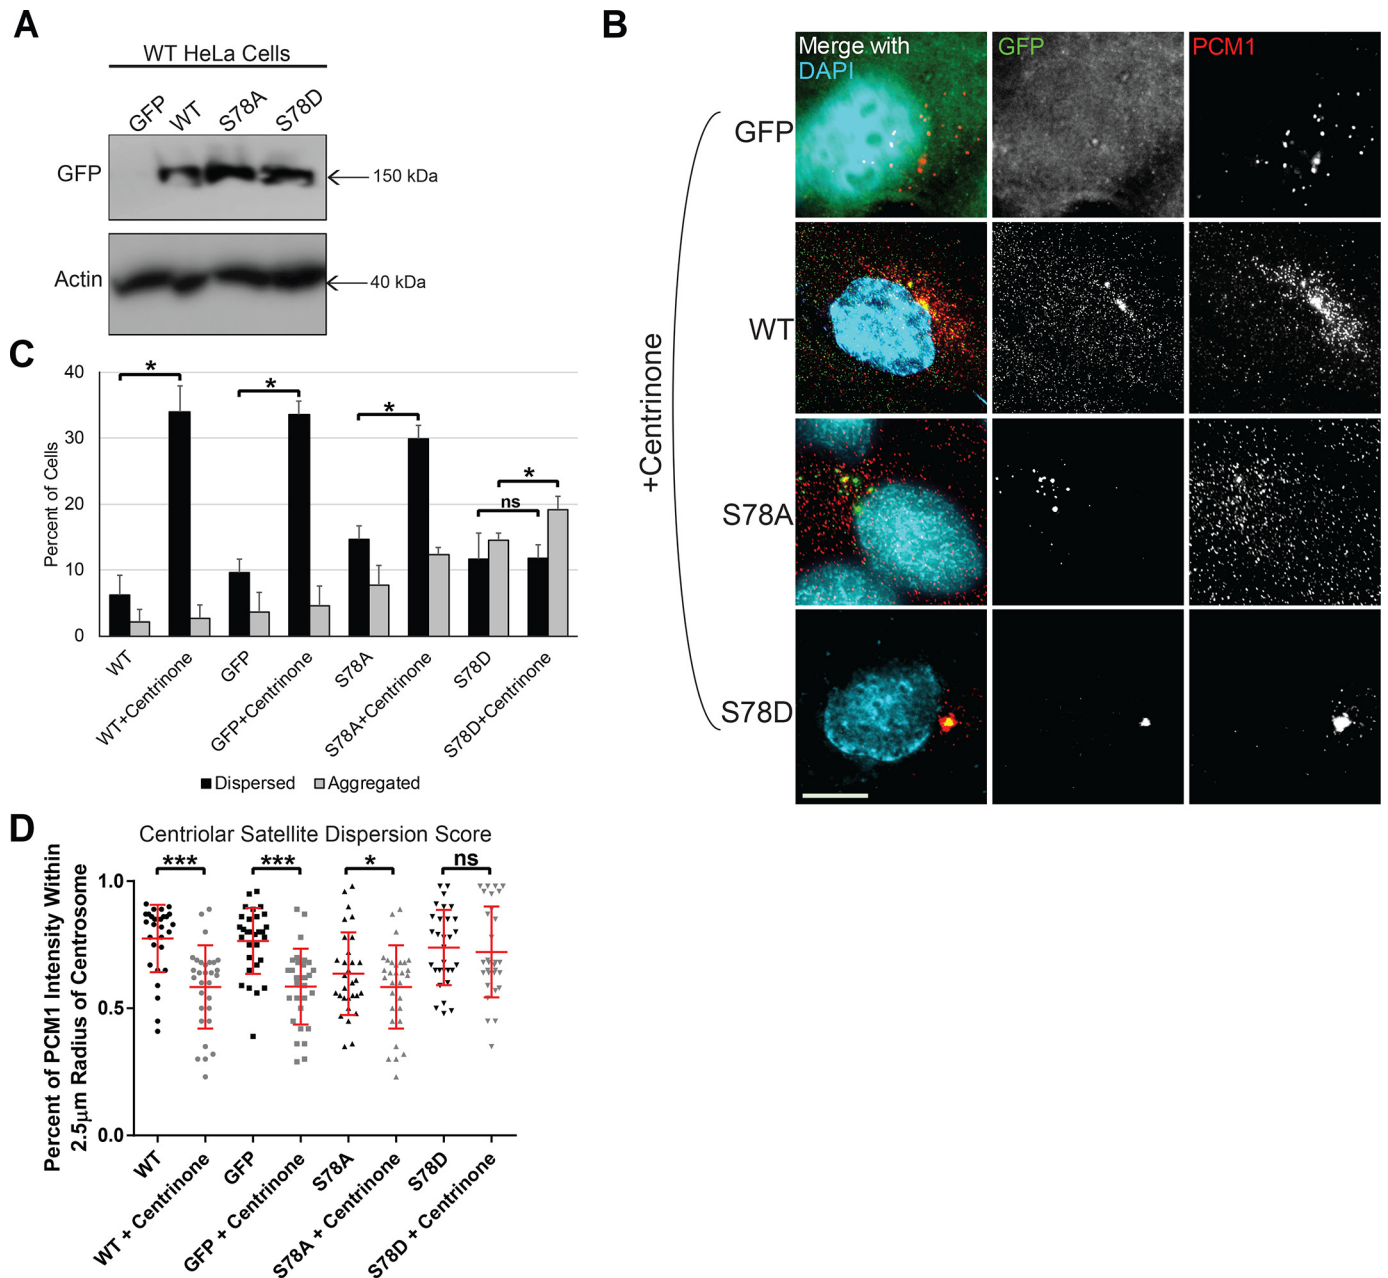 A
WT HeLa Cells
GFP
WT
S78A
S78D
GFP
150 kDa
Actin
40 kDa
B
Merge with
DAPI
GFP
PCM1
+Centrinone
GFP
WT
S78A
S78D
C
Percent of Cells
40
30
20
10
0
*
*
*
ns
*
WT
WT+Centrinone
GFP
GFP+Centrinone
S78A
S78A+Centrinone
S78D
S78D+Centrinone
Dispersed
Aggregated
D
Centriolar Satellite Dispersion Score
Percent of PCM1 Intensity Within
2.5µm Radius of Centrosome
1.0
0.5
0.0
***
***
*
ns
WT
WT + Centrinone
GFP
GFP + Centrinone
S78A
S78A + Centrinone
S78D
S78D + Centrinone